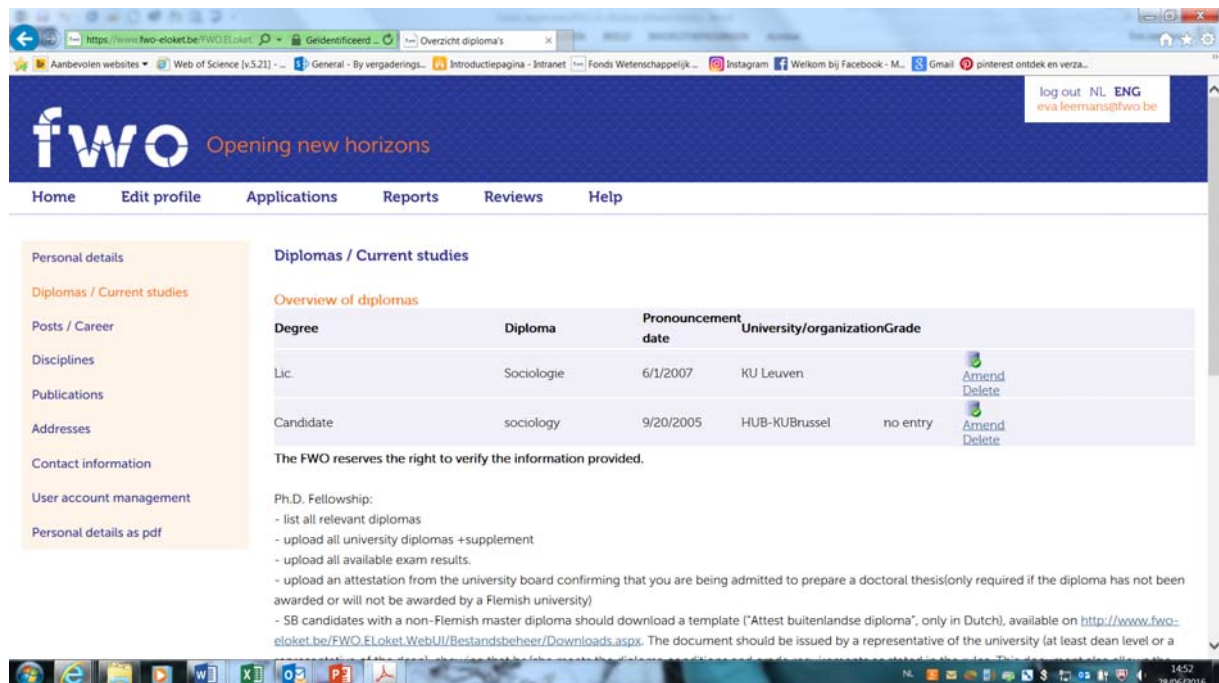 https://www.fwo-eloket.be/FWO.ELoket. Geïdentificeerd ... Overzicht diploma's ×
Aanbevolen websites Web of Science [v.5.21] - ... General - By vergaderings... Introductiepagina - Intranet Fonds Wetenschappelijk ... Instagram Welkom bij Facebook - M... Gmail pinterest ontdek en verza...
log out NL ENG
eva.leemans@fwo.be
fwo Opening new horizons
Home Edit profile Applications Reports Reviews Help
Personal details
Diplomas / Current studies
Posts / Career
Disciplines
Publications
Addresses
Contact information
User account management
Personal details as pdf
Diplomas / Current studies
Overview of diplomas
Degree Diploma Pronouncement date University/organization Grade
Lic. Sociologie 6/1/2007 KU Leuven Amend
Delete
Candidate sociology 9/20/2005 HUB-KUBrussel no entry Amend
Delete
The FWO reserves the right to verify the information provided.
Ph.D. Fellowship:
- list all relevant diplomas
- upload all university diplomas +supplement
- upload all available exam results.
- upload an attestation from the university board confirming that you are being admitted to prepare a doctoral thesis(only required if the diploma has not been
awarded or will not be awarded by a Flemish university)
- SB candidates with a non-Flemish master diploma should download a template ("Attest buitenlandse diploma", only in Dutch), available on http://www.fwo-
eloket.be/FWO.ELoket.WebUI/Bestandsbeheer/Downloads.aspx. The document should be issued by a representative of the university (at least dean level or a
NL 14:52
28/06/2016